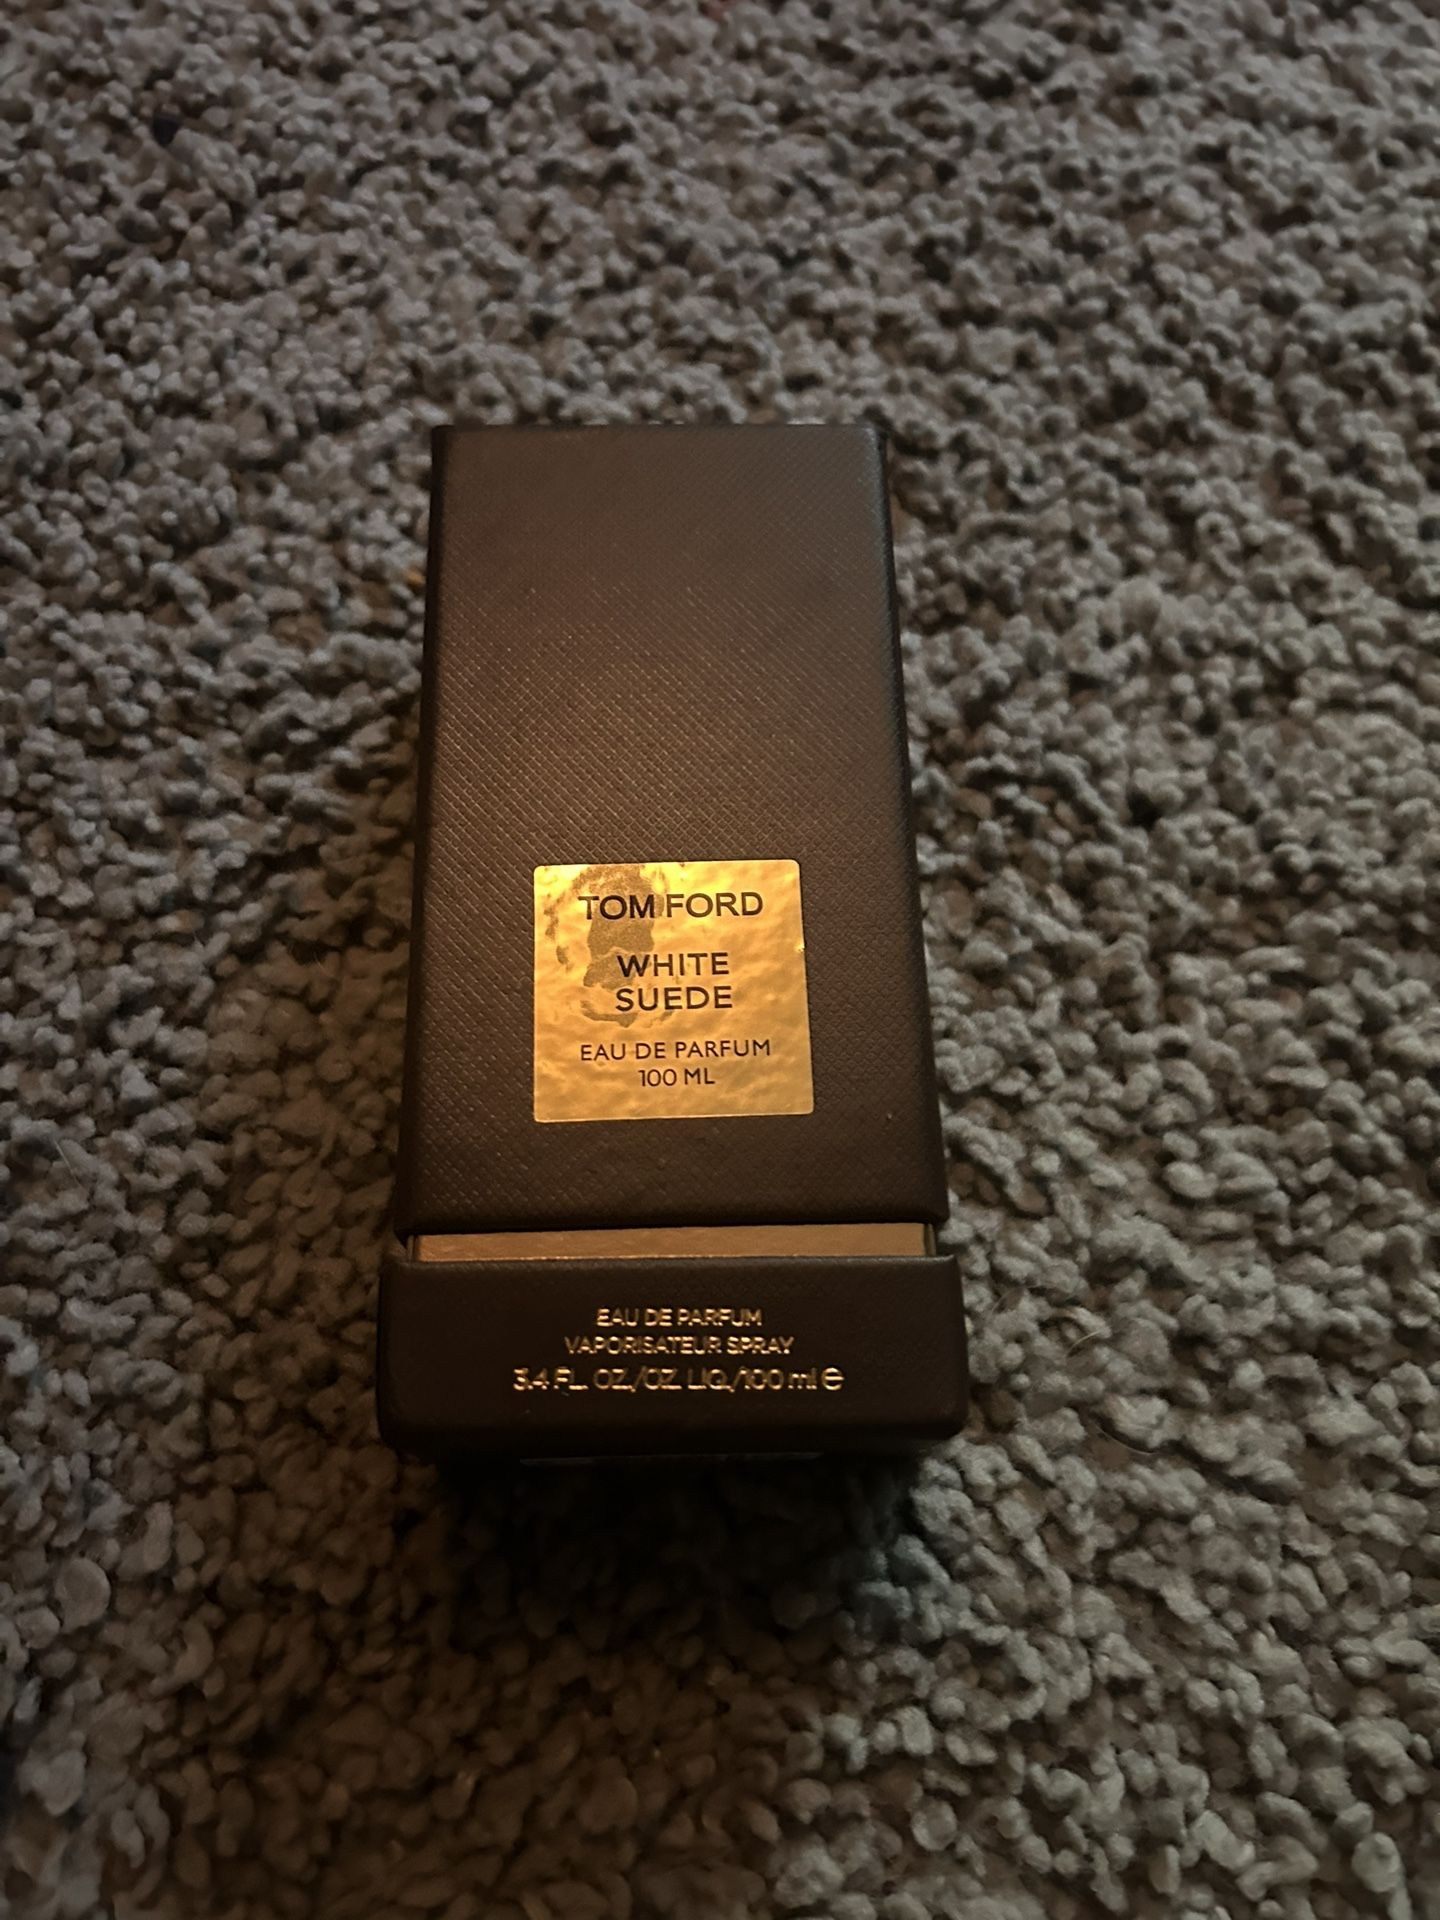 TOM FORD
WHITE
SUEDE
EAU DE PARFUM
100 ML
EAU DE PARFUM
VAPORISATEUR SPRAY
3.4 FL. OZ./OZ. LIQ./100 ml ℮